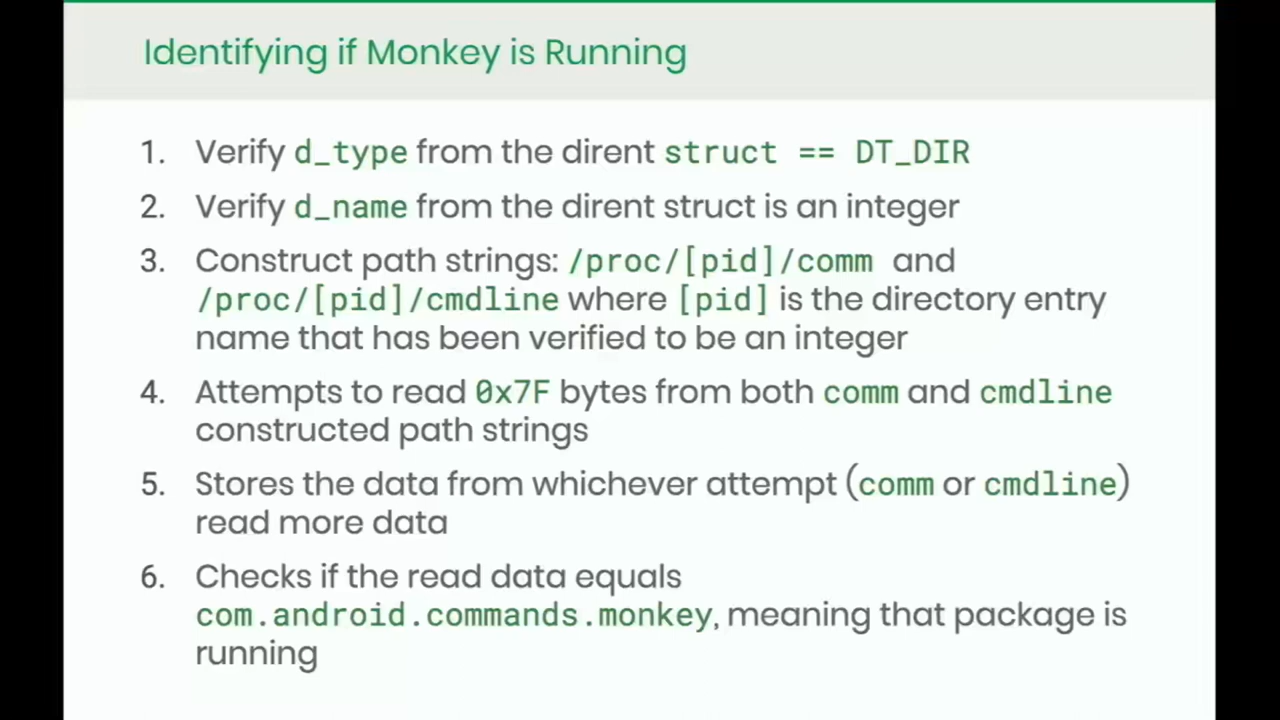 Identifying if Monkey is Running
1. Verify d_type from the dirent struct == DT_DIR
2. Verify d_name from the dirent struct is an integer
3. Construct path strings: /proc/[pid]/comm and
/proc/[pid]/cmdline where [pid] is the directory entry
name that has been verified to be an integer
4. Attempts to read 0x7F bytes from both comm and cmdline
constructed path strings
5. Stores the data from whichever attempt (comm or cmdline)
read more data
6. Checks if the read data equals
com.android.commands.monkey, meaning that package is
running